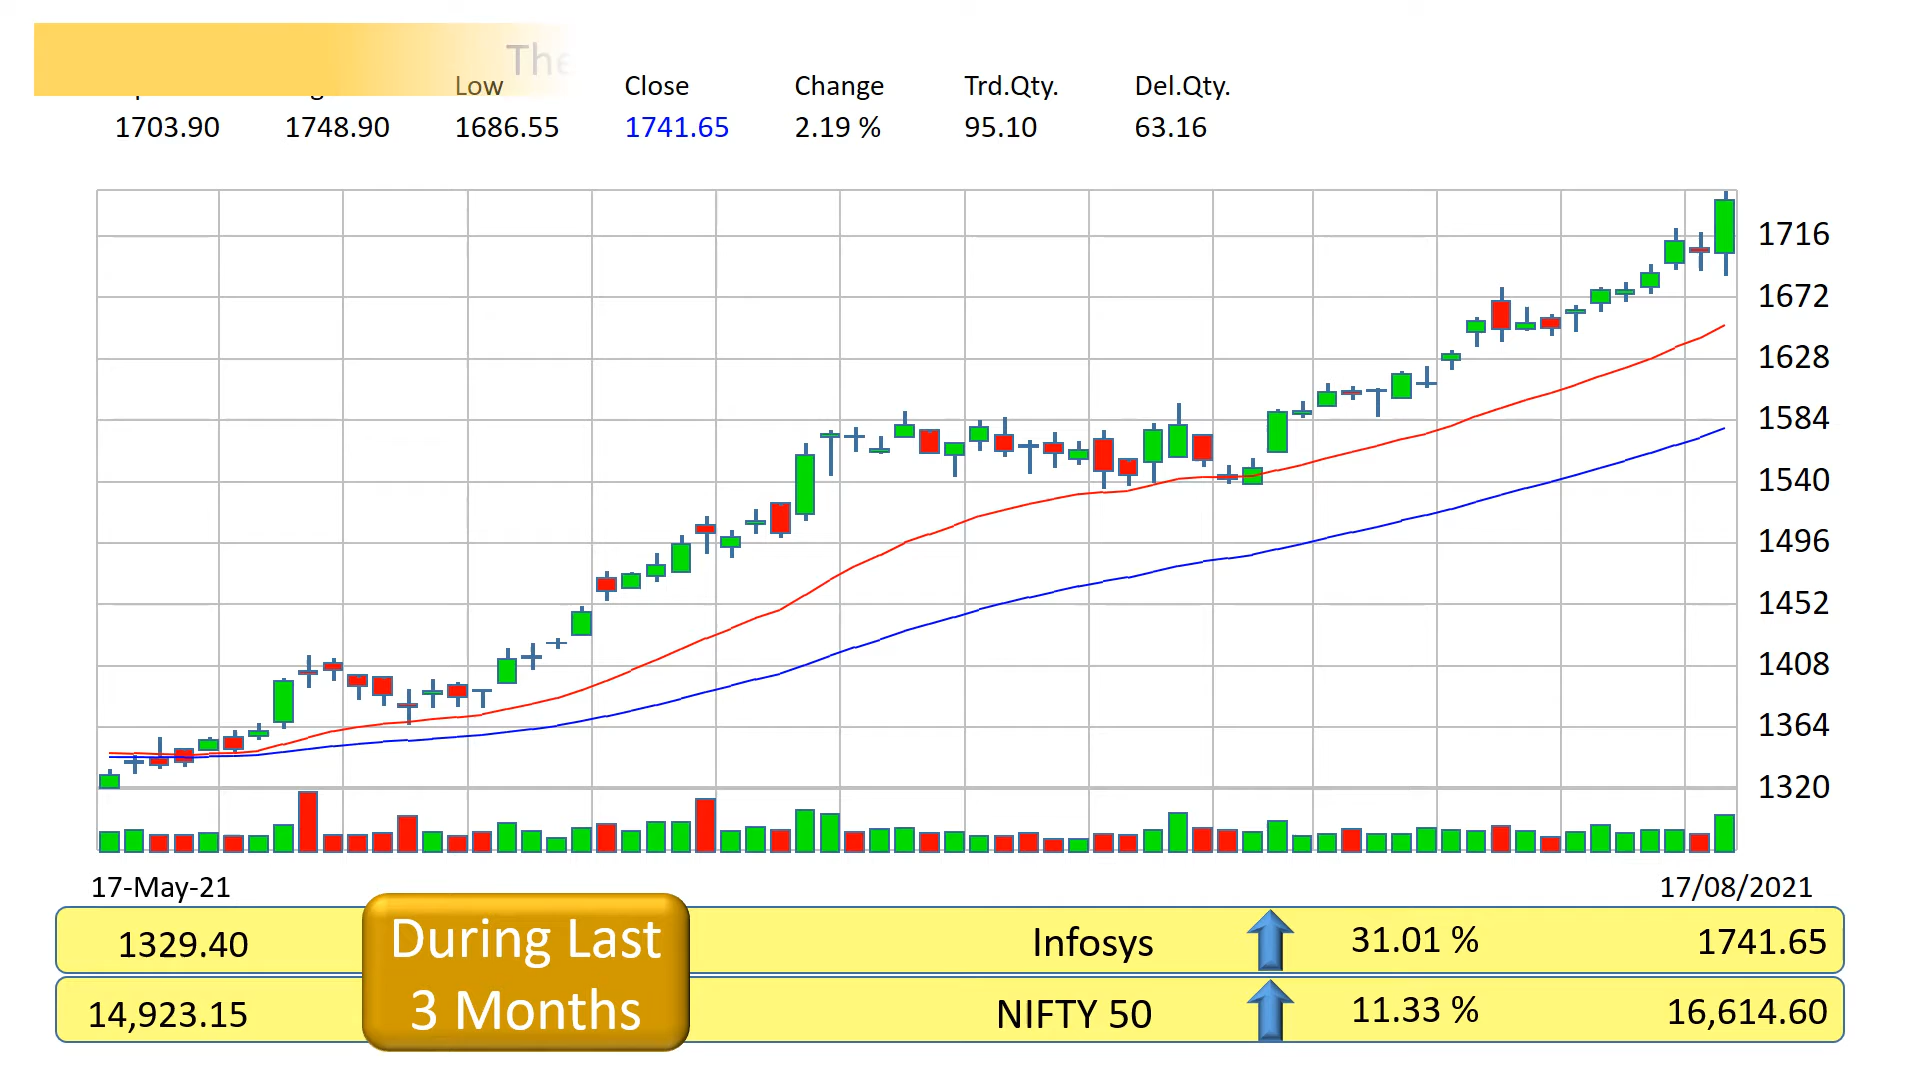 The
Low Close Change Trd.Qty. Del.Qty.
1703.90 1748.90 1686.55 1741.65 2.19 % 95.10 63.16
1716
1672
1628
1584
1540
1496
1452
1408
1364
1320
17-May-21 17/08/2021
During Last
3 Months
1329.40 Infosys 31.01 % 1741.65
14,923.15 NIFTY 50 11.33 % 16,614.60